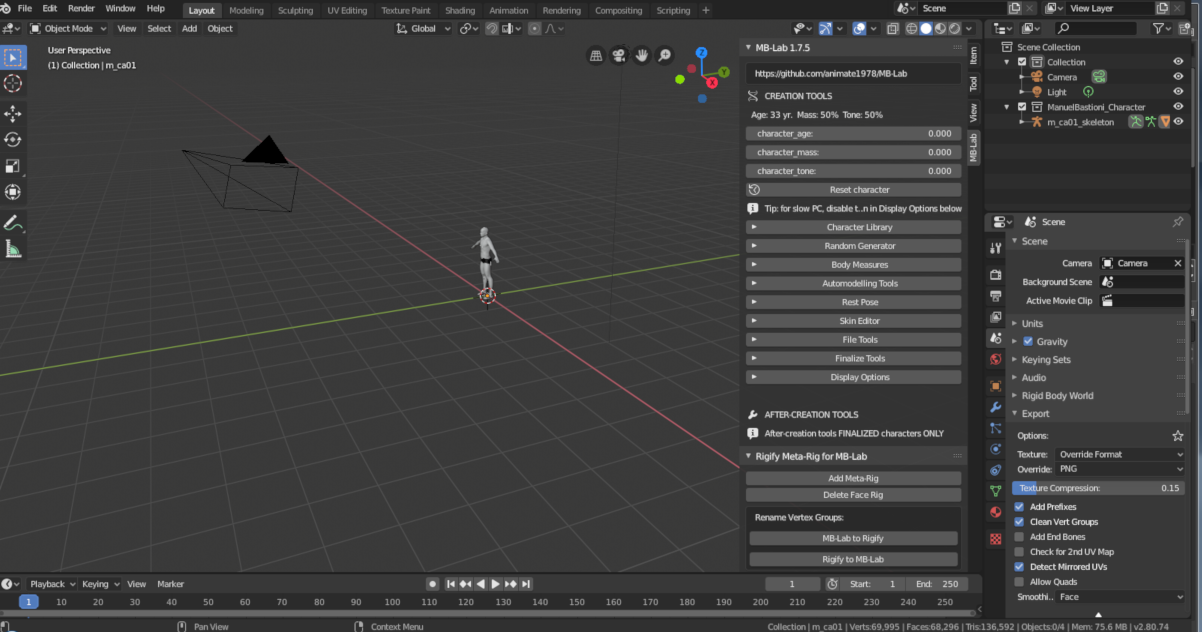 File Edit Render Window Help Layout Modeling Sculpting UV Editing Texture Paint Shading Animation Rendering Compositing Scripting + Scene View Layer
Object Mode View Select Add Object Global
User Perspective
(1) Collection | m_ca01
X
Y
Z
MB-Lab 1.7.5
https://github.com/animate1978/MB-Lab
CREATION TOOLS
Age: 33 yr. Mass: 50% Tone: 50%
character_age: 0.000
character_mass: 0.000
character_tone: 0.000
Reset character
Tip: for slow PC, disable t...n in Display Options below
Character Library
Random Generator
Body Measures
Automodelling Tools
Rest Pose
Skin Editor
File Tools
Finalize Tools
Display Options
AFTER-CREATION TOOLS
After-creation tools FINALIZED characters ONLY
Rigify Meta-Rig for MB-Lab
Add Meta-Rig
Delete Face Rig
Rename Vertex Groups:
MB-Lab to Rigify
Rigify to MB-Lab
Item
Tool
View
MB-Lab
Scene Collection
Collection
Camera
Light
ManuelBastioni_Character
m_ca01_skeleton
Scene
Scene
Camera Camera
Background Scene
Active Movie Clip
Units
Gravity
Keying Sets
Audio
Rigid Body World
Export
Options:
Texture: Override Format
Override: PNG
Texture Compression: 0.15
Add Prefixes
Clean Vert Groups
Add End Bones
Check for 2nd UV Map
Detect Mirrored UVs
Allow Quads
Smoothi.. Face
Playback Keying View Marker 1 Start: 1 End: 250
1 10 20 30 40 50 60 70 80 90 100 110 120 130 140 150 160 170 180 190 200 210 220 230 240 250
Pan View Context Menu Collection | m_ca01 | Verts:69,995 | Faces:68,296 | Tris:136,592 | Objects:0/4 | Mem: 75.6 MB | v2.80.74